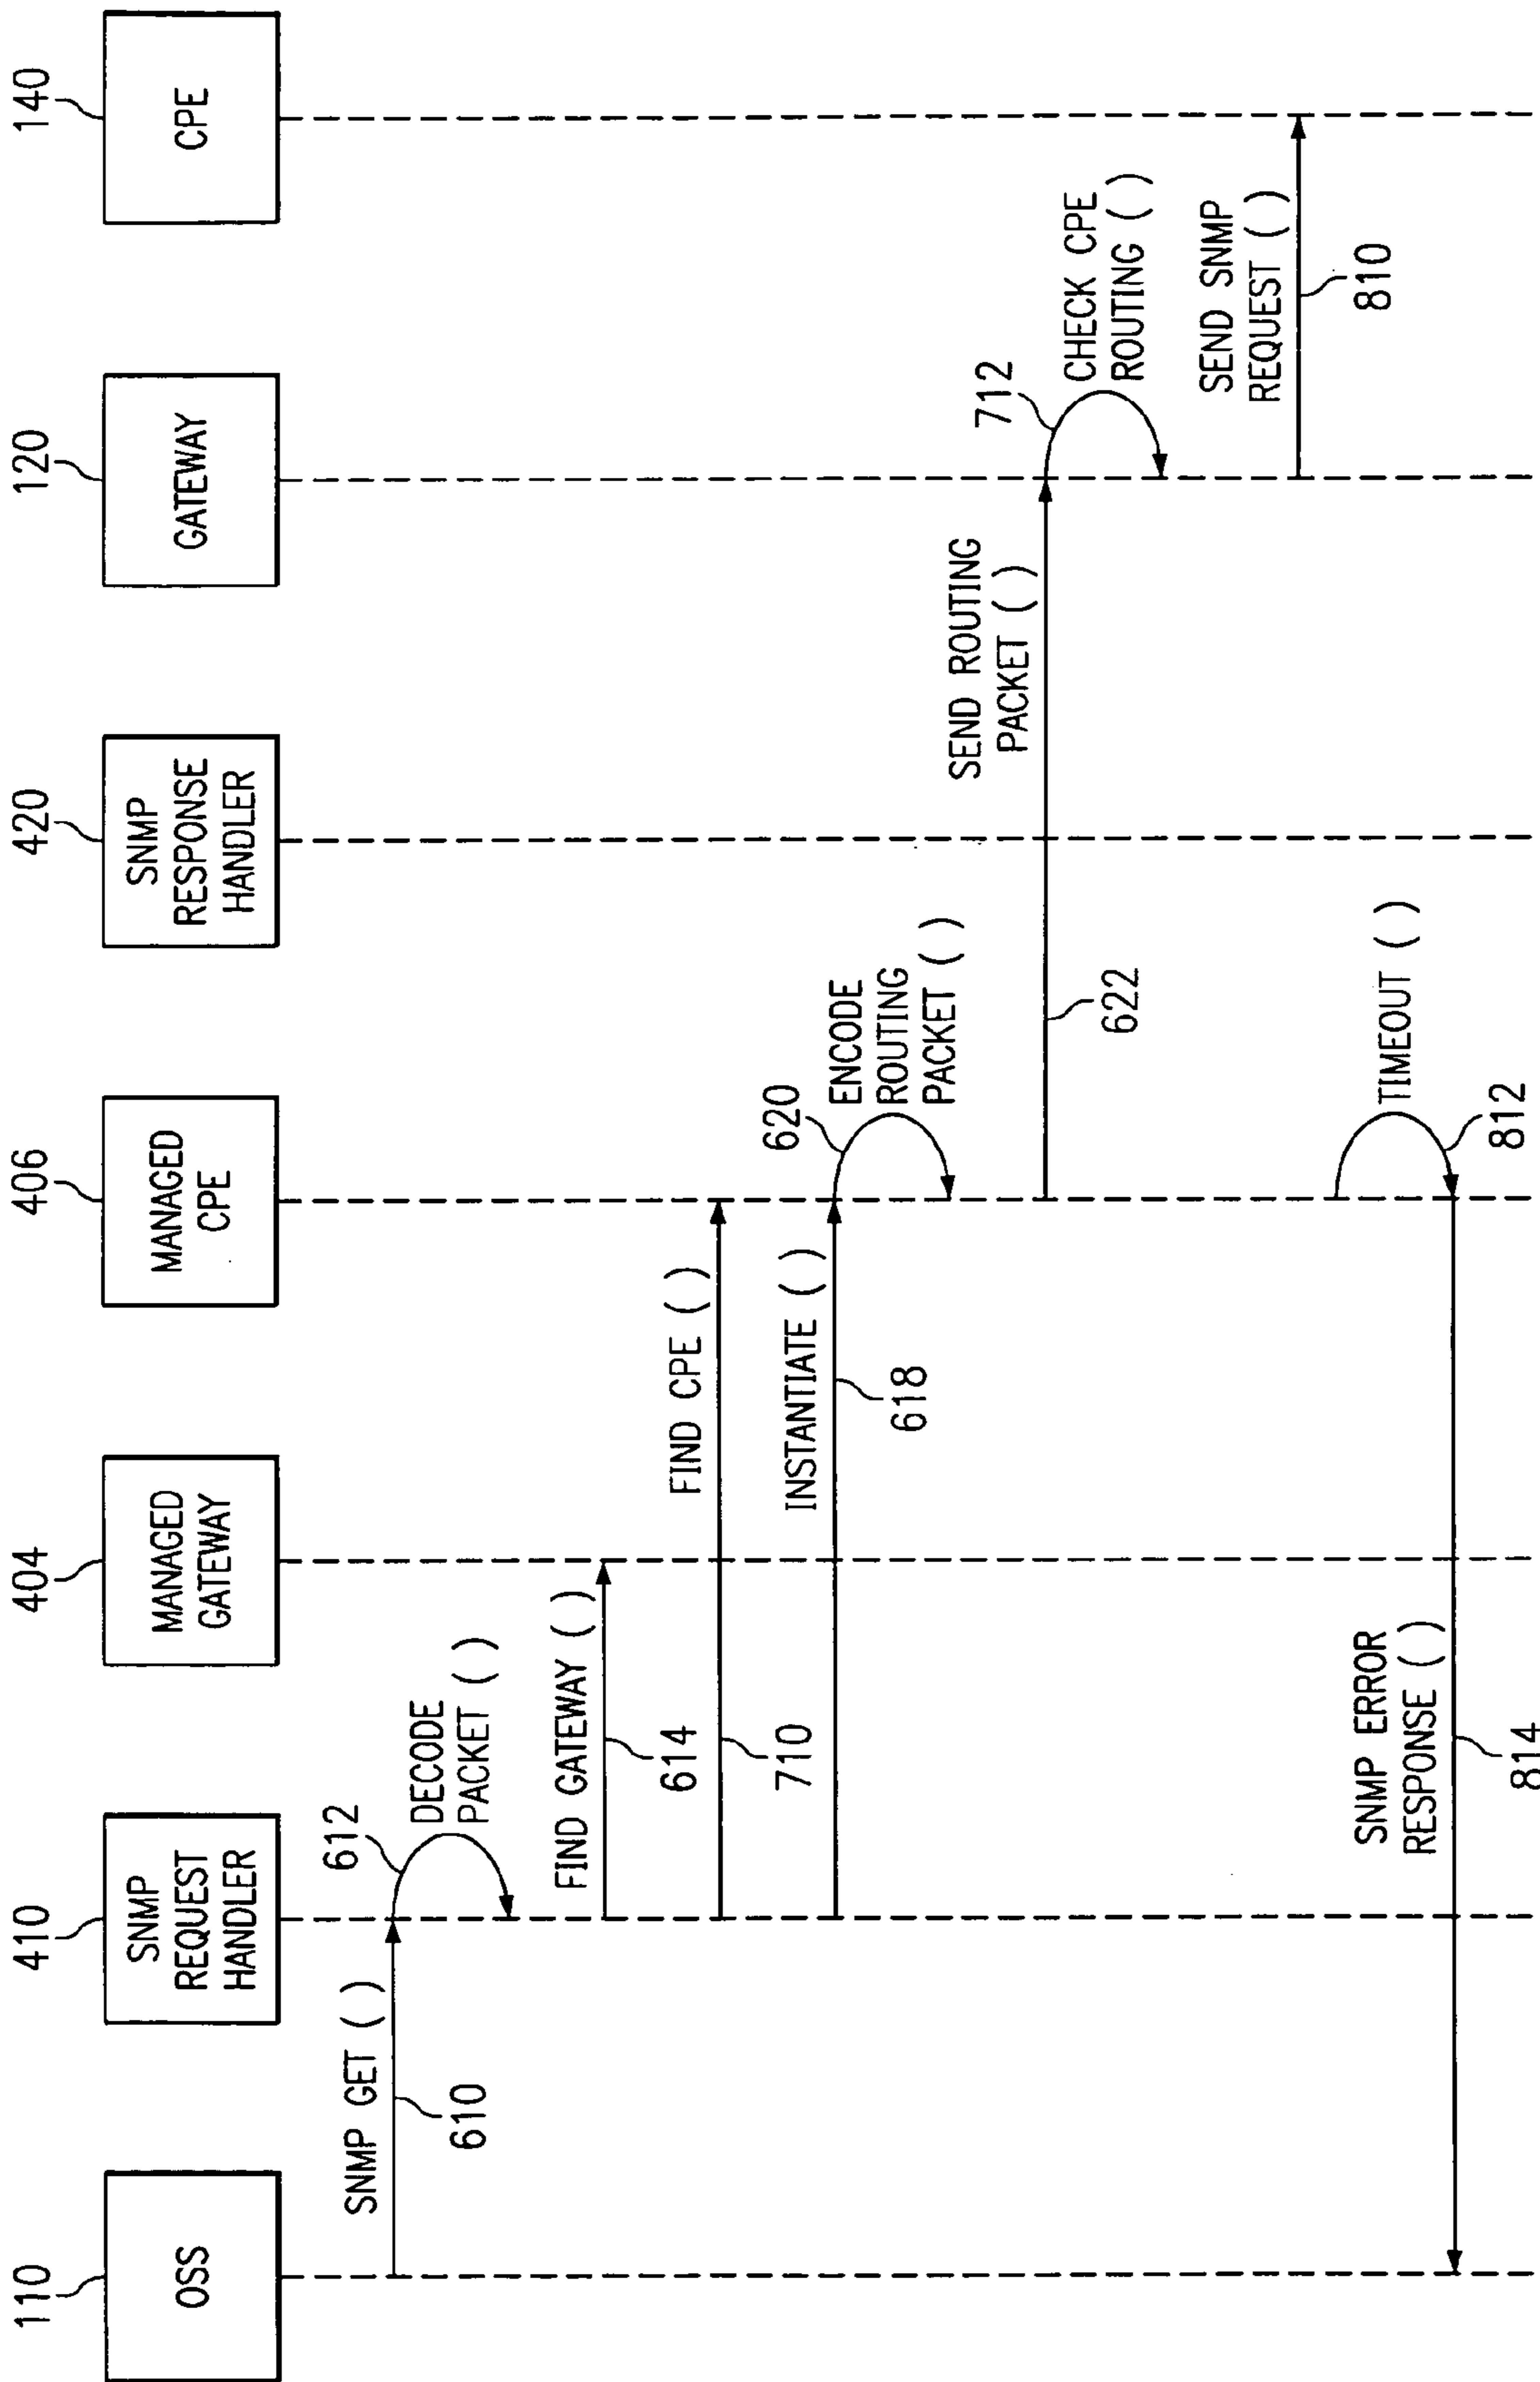 110
OSS
410
SNMP
REQUEST
HANDLER
404
MANAGED
GATEWAY
406
MANAGED
CPE
420
SNMP
RESPONSE
HANDLER
120
GATEWAY
140
CPE
SNMP GET ( )
610
612
DECODE
PACKET ( )
FIND GATEWAY ( )
614
FIND CPE ( )
710
INSTANTIATE ( )
618
620
ENCODE
ROUTING
PACKET ( )
SEND ROUTING
PACKET ( )
622
712
CHECK CPE
ROUTING ( )
SEND SNMP
REQUEST ( )
810
TIMEOUT ( )
812
SNMP ERROR
RESPONSE ( )
814